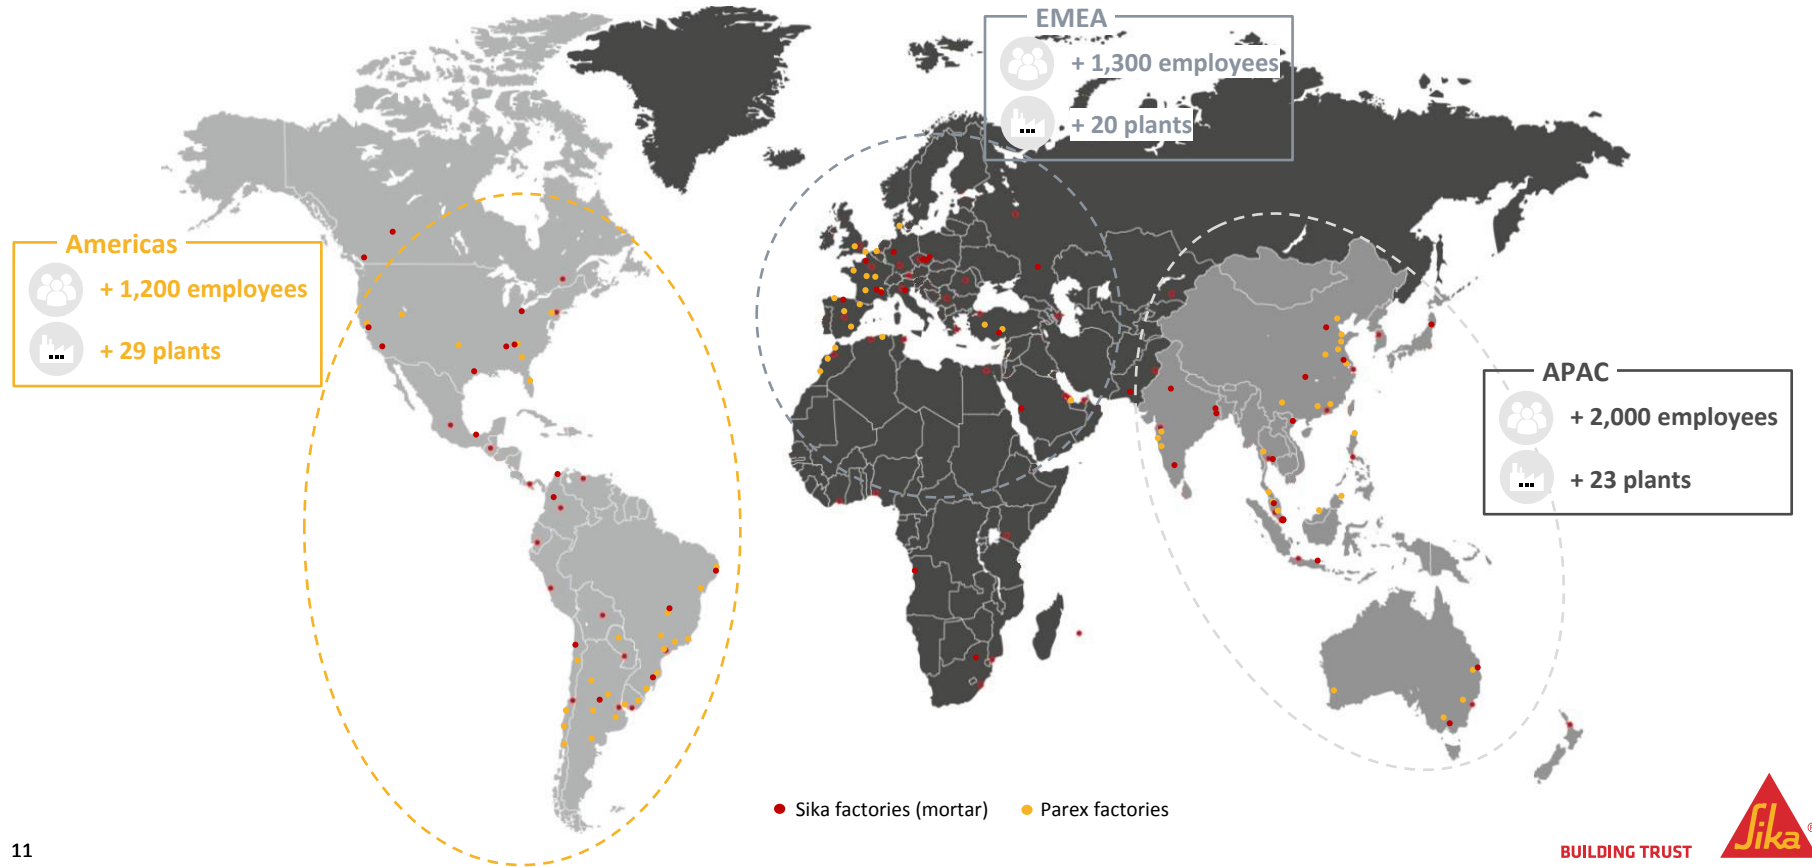 EMEA
+ 1,300 employees
+ 20 plants
Americas
+ 1,200 employees
+ 29 plants
APAC
+ 2,000 employees
+ 23 plants
Sika factories (mortar)
Parex factories
11
BUILDING TRUST
Sika®